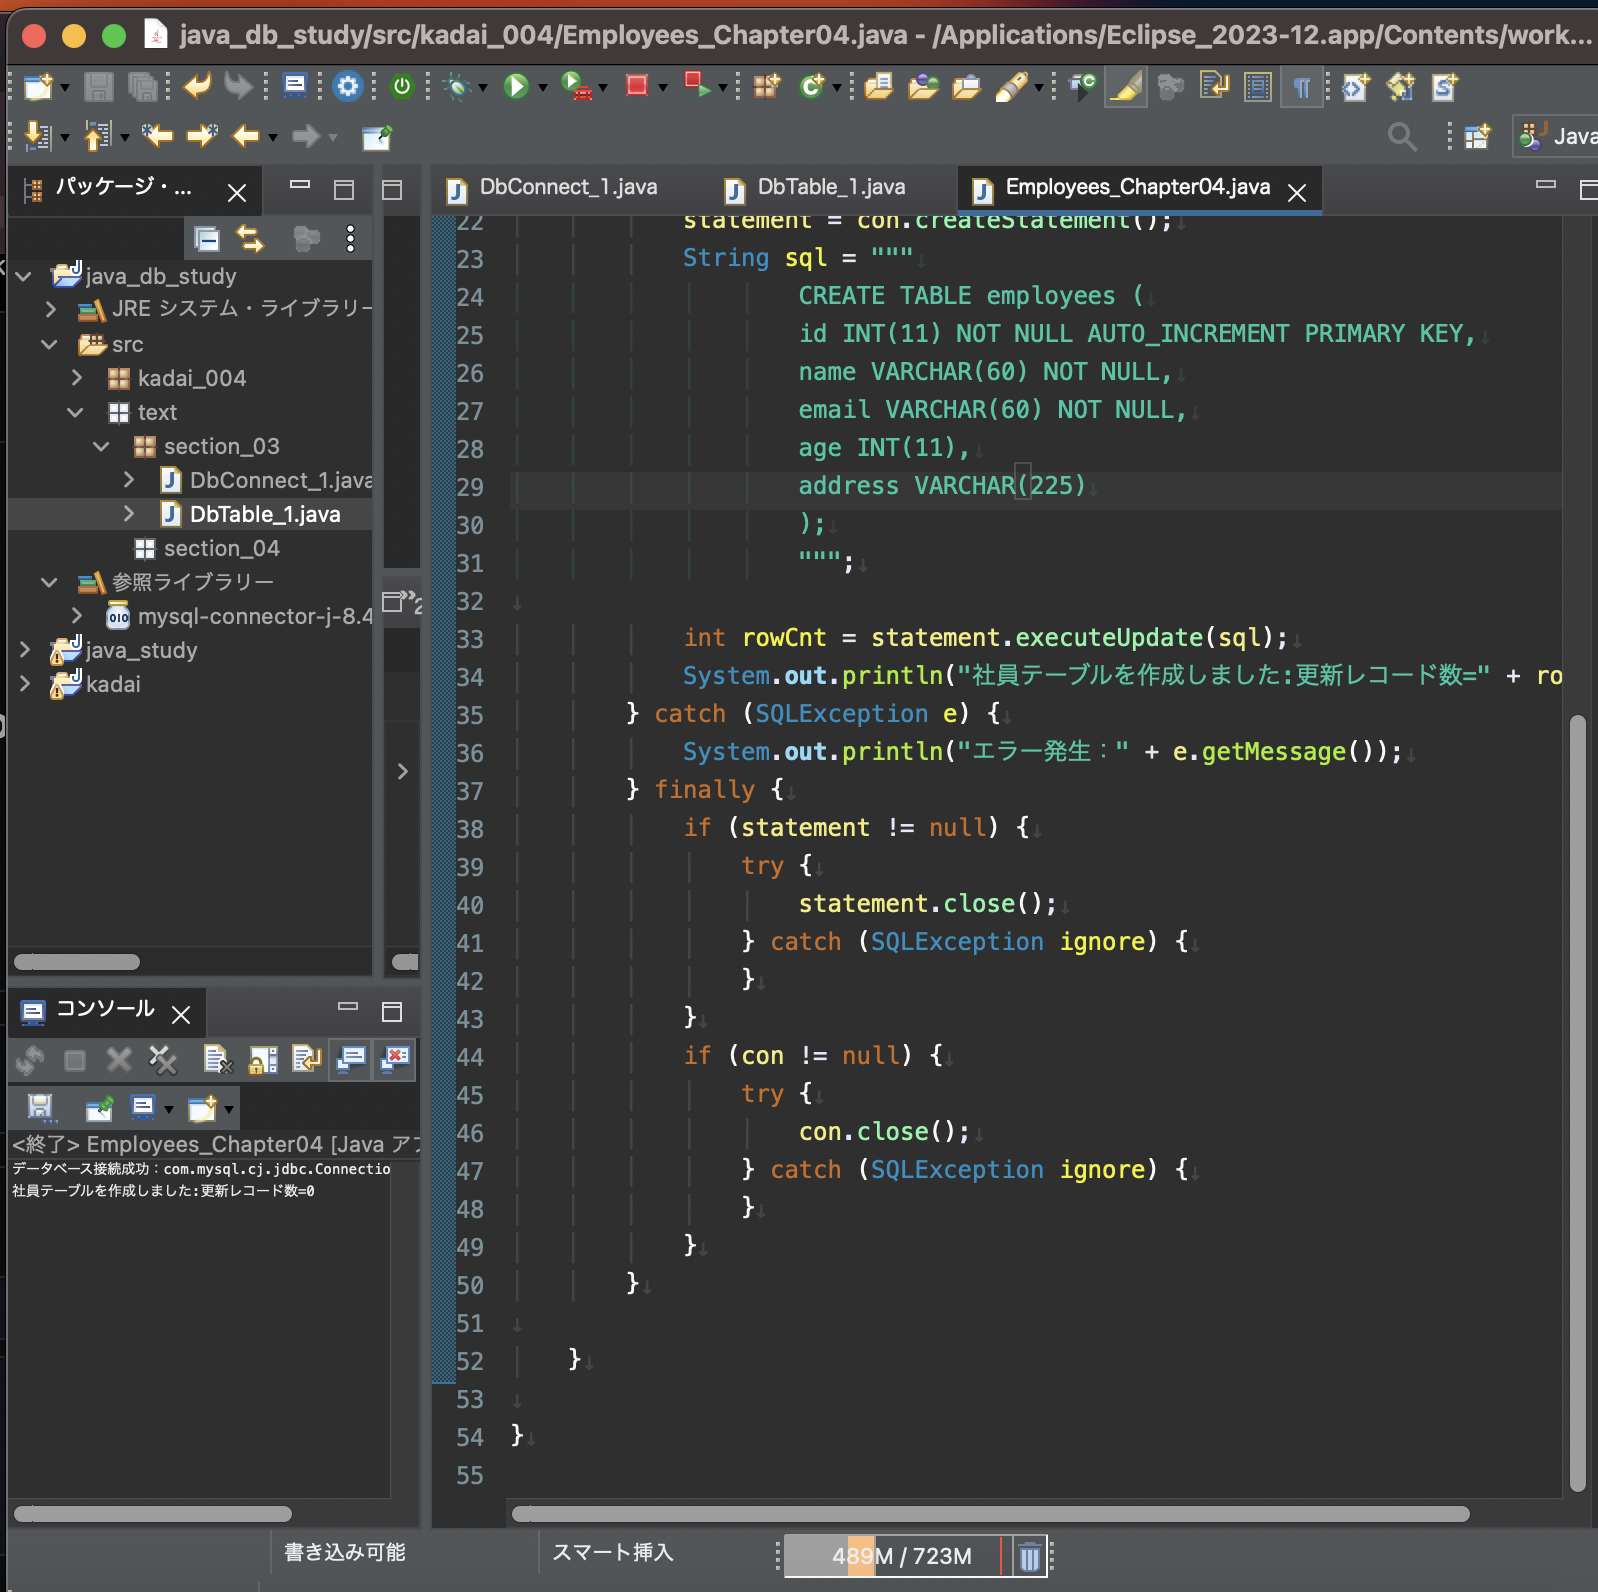 java_db_study/src/kadai_004/Employees_Chapter04.java - /Applications/Eclipse_2023-12.app/Contents/work...
Java
パッケージ・...
java_db_study
JRE システム・ライブラリー
src
kadai_004
text
section_03
DbConnect_1.java
DbTable_1.java
section_04
参照ライブラリー
mysql-connector-j-8.4
java_study
kadai
コンソール
<終了> Employees_Chapter04 [Java アプ
データベース接続成功：com.mysql.cj.jdbc.Connectio
社員テーブルを作成しました:更新レコード数=0
DbConnect_1.java DbTable_1.java Employees_Chapter04.java
22 statement = con.createStatement();
23 String sql = """
24 CREATE TABLE employees (
25 id INT(11) NOT NULL AUTO_INCREMENT PRIMARY KEY,
26 name VARCHAR(60) NOT NULL,
27 email VARCHAR(60) NOT NULL,
28 age INT(11),
29 address VARCHAR(225)
30 );
31 """;
32
33 int rowCnt = statement.executeUpdate(sql);
34 System.out.println("社員テーブルを作成しました:更新レコード数=" + ro
35 } catch (SQLException e) {
36 System.out.println("エラー発生：" + e.getMessage());
37 } finally {
38 if (statement != null) {
39 try {
40 statement.close();
41 } catch (SQLException ignore) {
42 }
43 }
44 if (con != null) {
45 try {
46 con.close();
47 } catch (SQLException ignore) {
48 }
49 }
50 }
51
52 }
53
54 }
55
書き込み可能 スマート挿入 489M / 723M